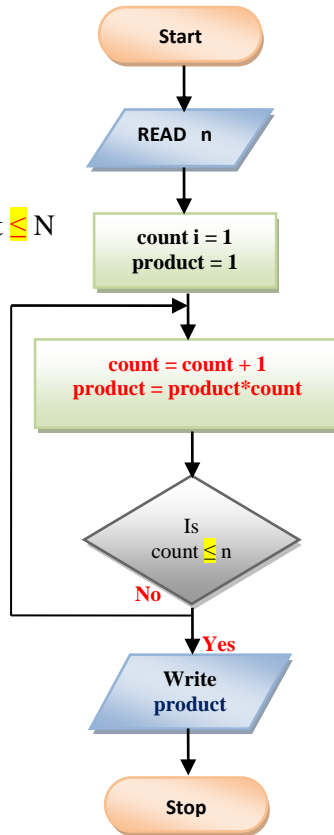 Start
READ n
t ≤ N
count i = 1
product = 1
count = count + 1
product = product*count
Is
count ≤ n
No
Yes
Write
product
Stop